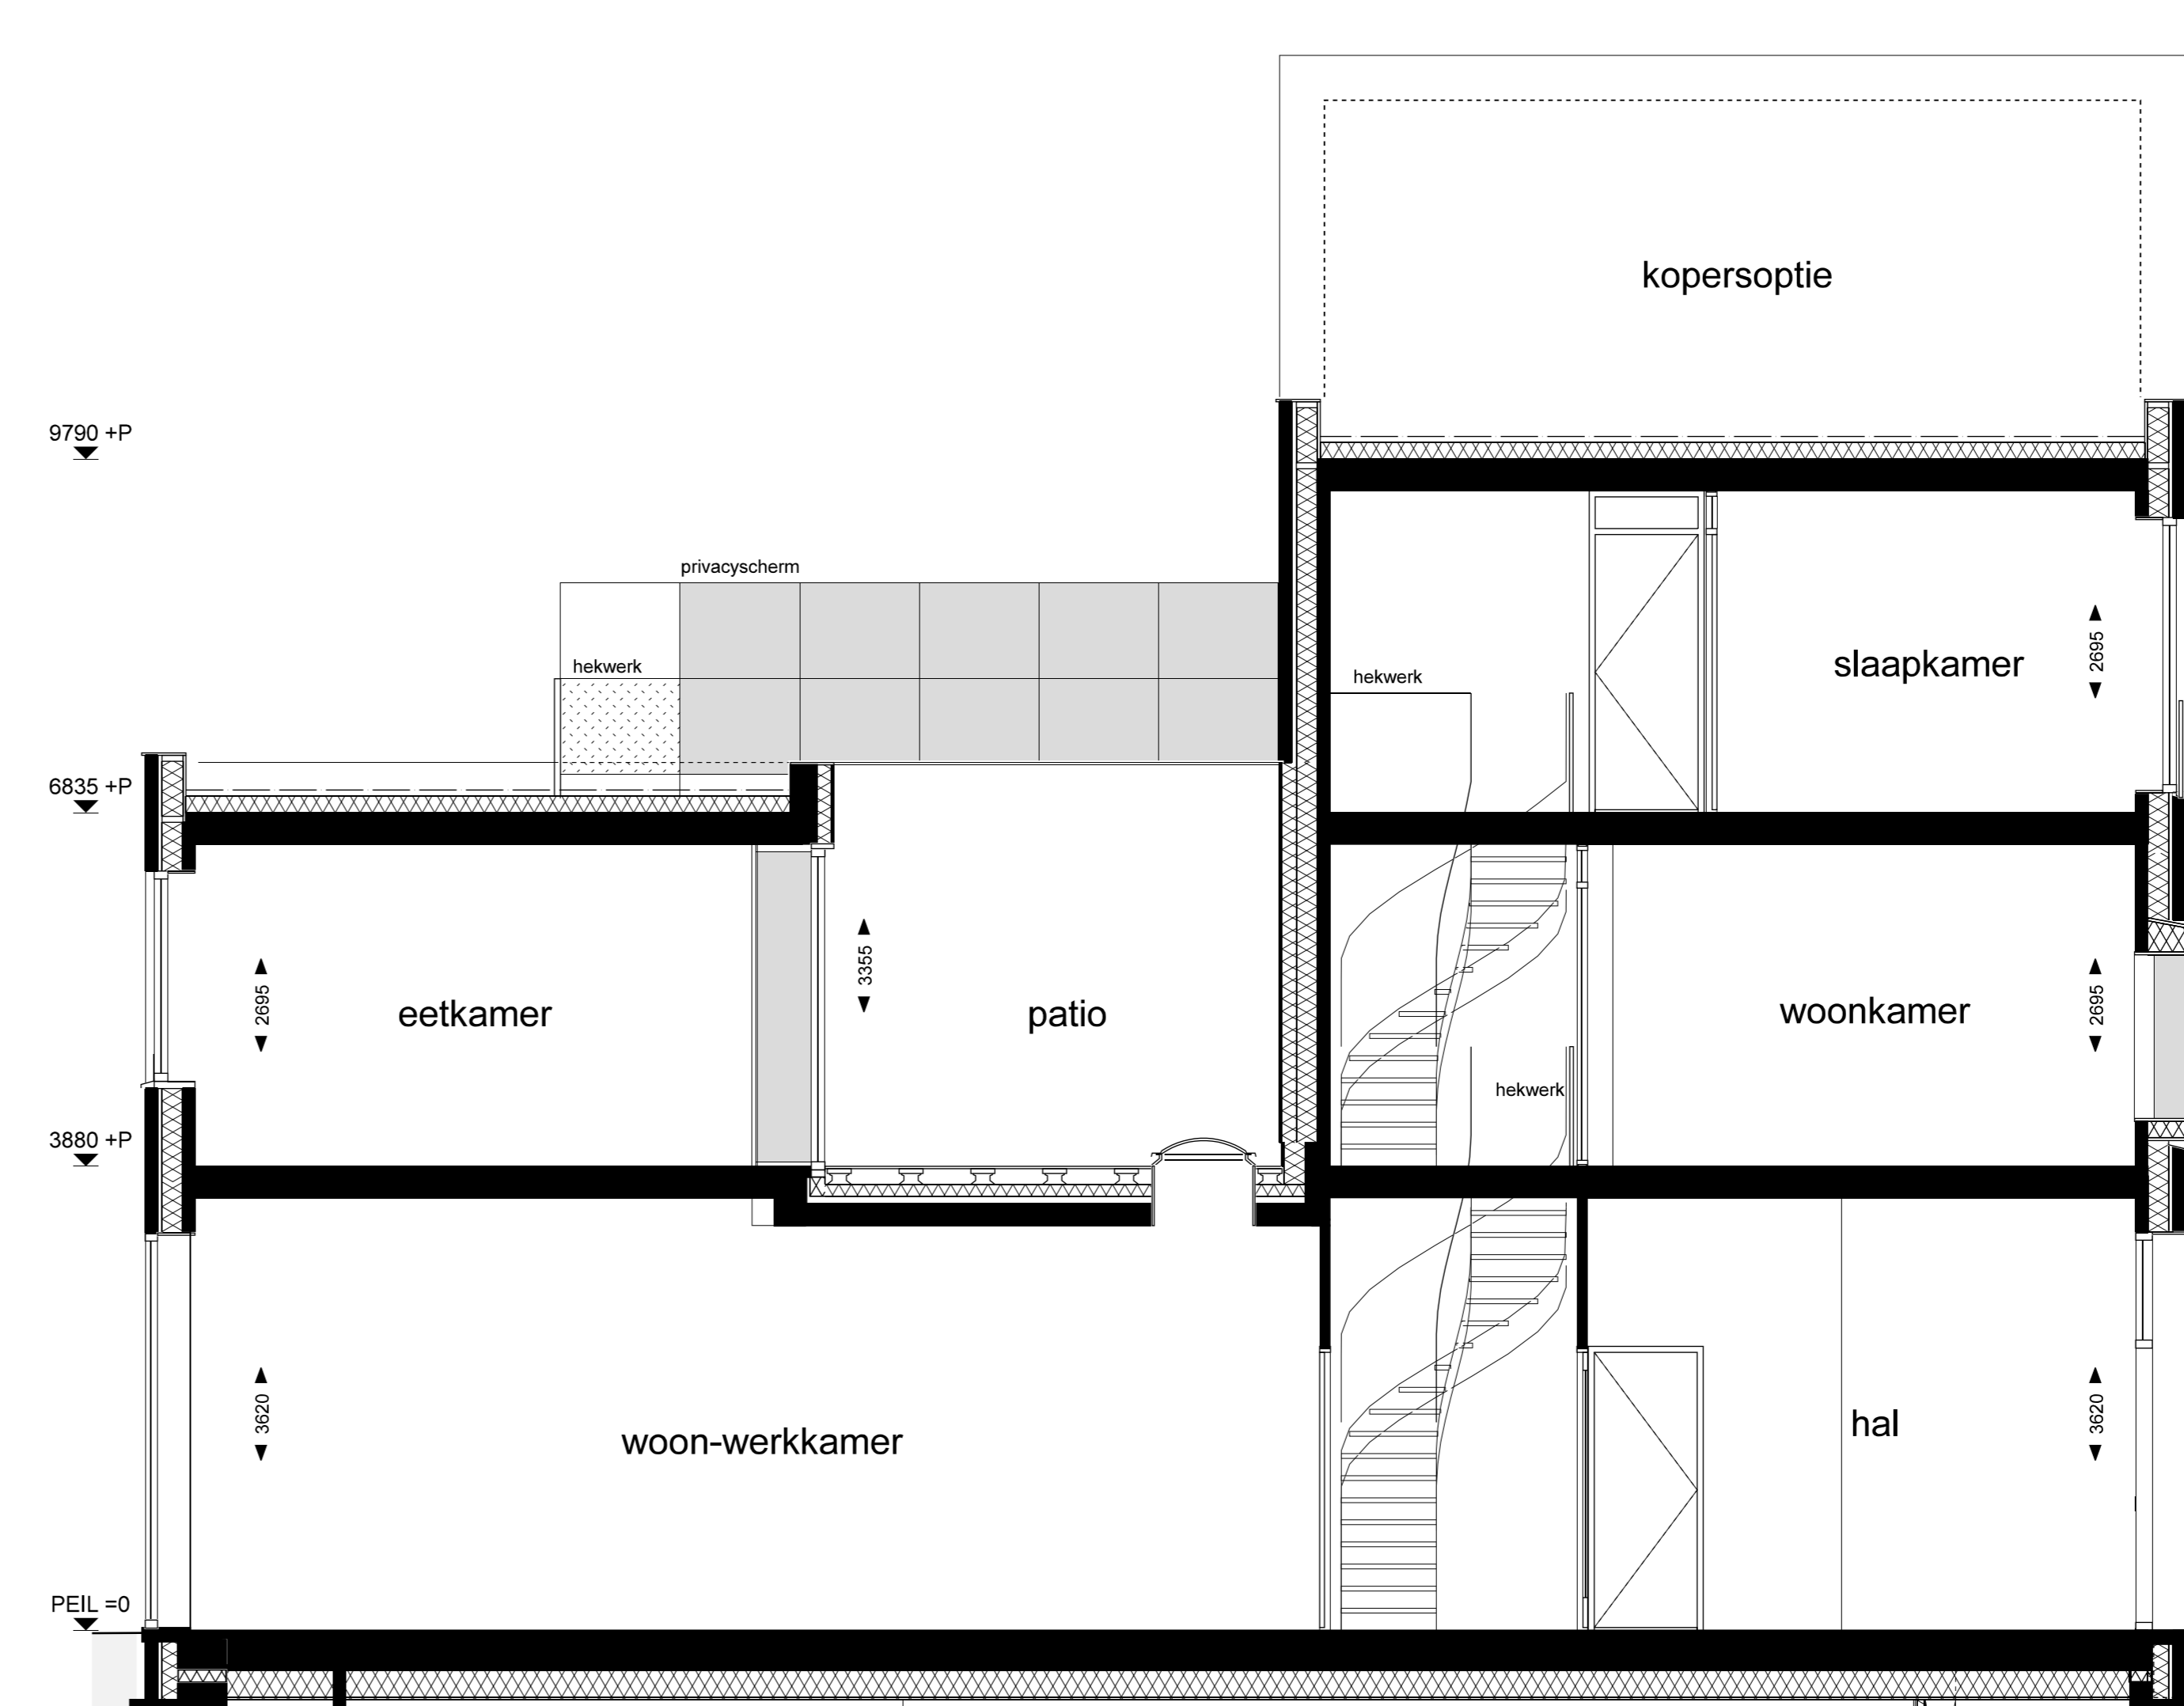 kopersoptie
9790 +P
privacyscherm
hekwerk
hekwerk
slaapkamer
2695
6835 +P
3355
eetkamer
2695
patio
woonkamer
2695
hekwerk
3880 +P
woon-werkkamer
3620
hal
3620
PEIL =0